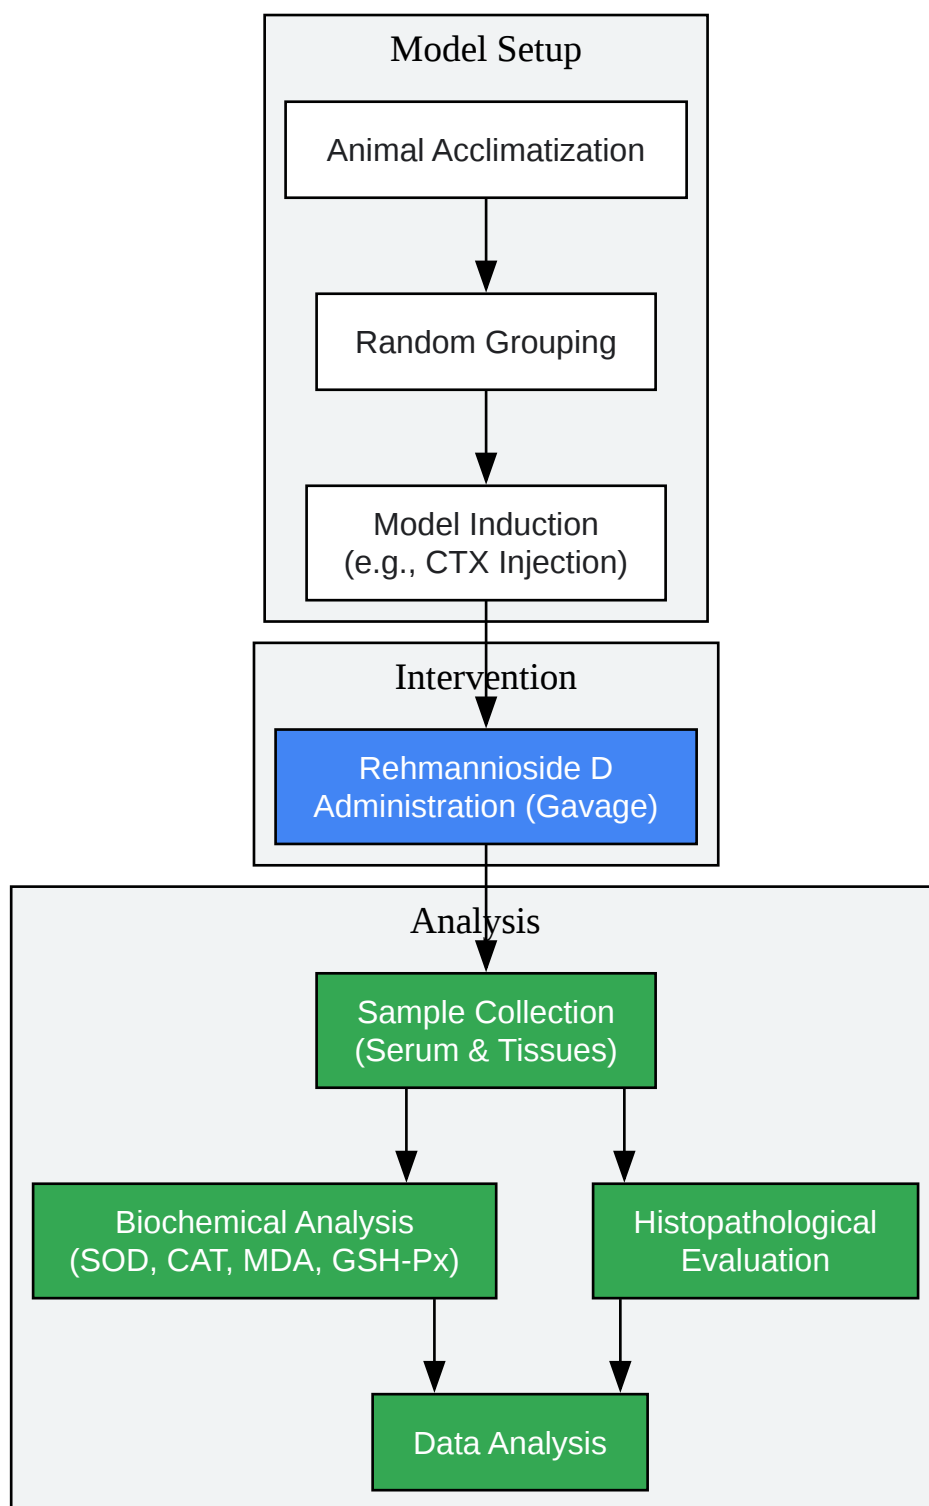 Model Setup
Animal Acclimatization
Random Grouping
Model Induction
(e.g., CTX Injection)
Intervention
Rehmannioside D
Administration (Gavage)
Analysis
Sample Collection
(Serum & Tissues)
Biochemical Analysis
(SOD, CAT, MDA, GSH-Px)
Histopathological
Evaluation
Data Analysis